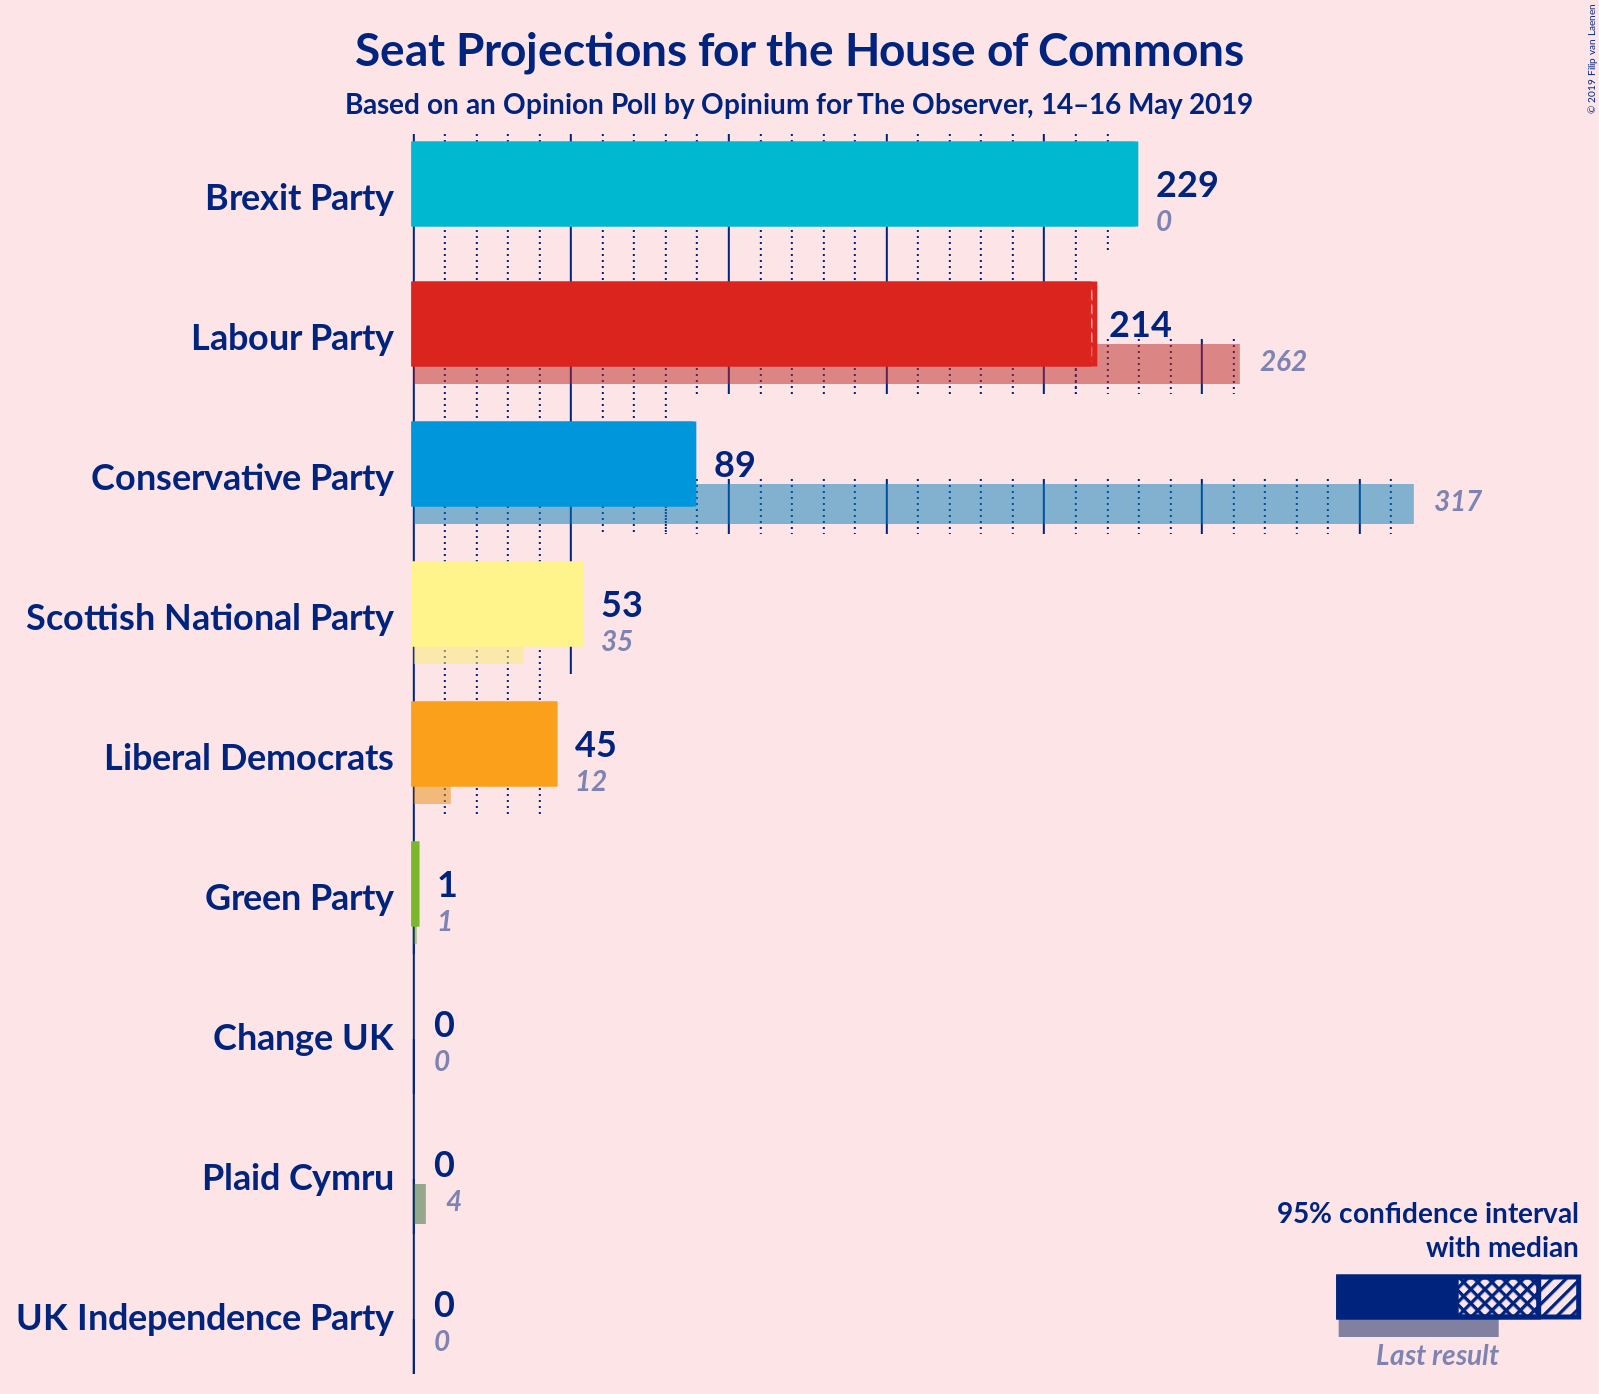 Seat Projections for the House of Commons
Based on an Opinion Poll by Opinium for The Observer, 14–16 May 2019
© 2019 Filip van Laenen
Brexit Party
229
0
Labour Party
214
262
Conservative Party
89
317
Scottish National Party
53
35
Liberal Democrats
45
12
Green Party
1
1
Change UK
0
0
Plaid Cymru
0
4
UK Independence Party
0
0
95% confidence interval
with median
Last result